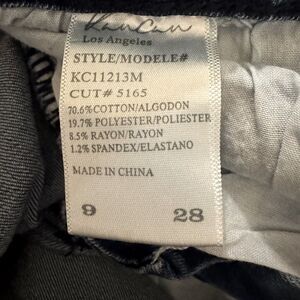 KanCan
Los Angeles
STYLE/MODELE#
KC11213M
CUT# 5165
70.6%COTTON/ALGODON
19.7%POLYESTER/POLIESTER
8.5% RAYON/RAYON
1.2% SPANDEX/ELASTANO
MADE IN CHINA
9 28